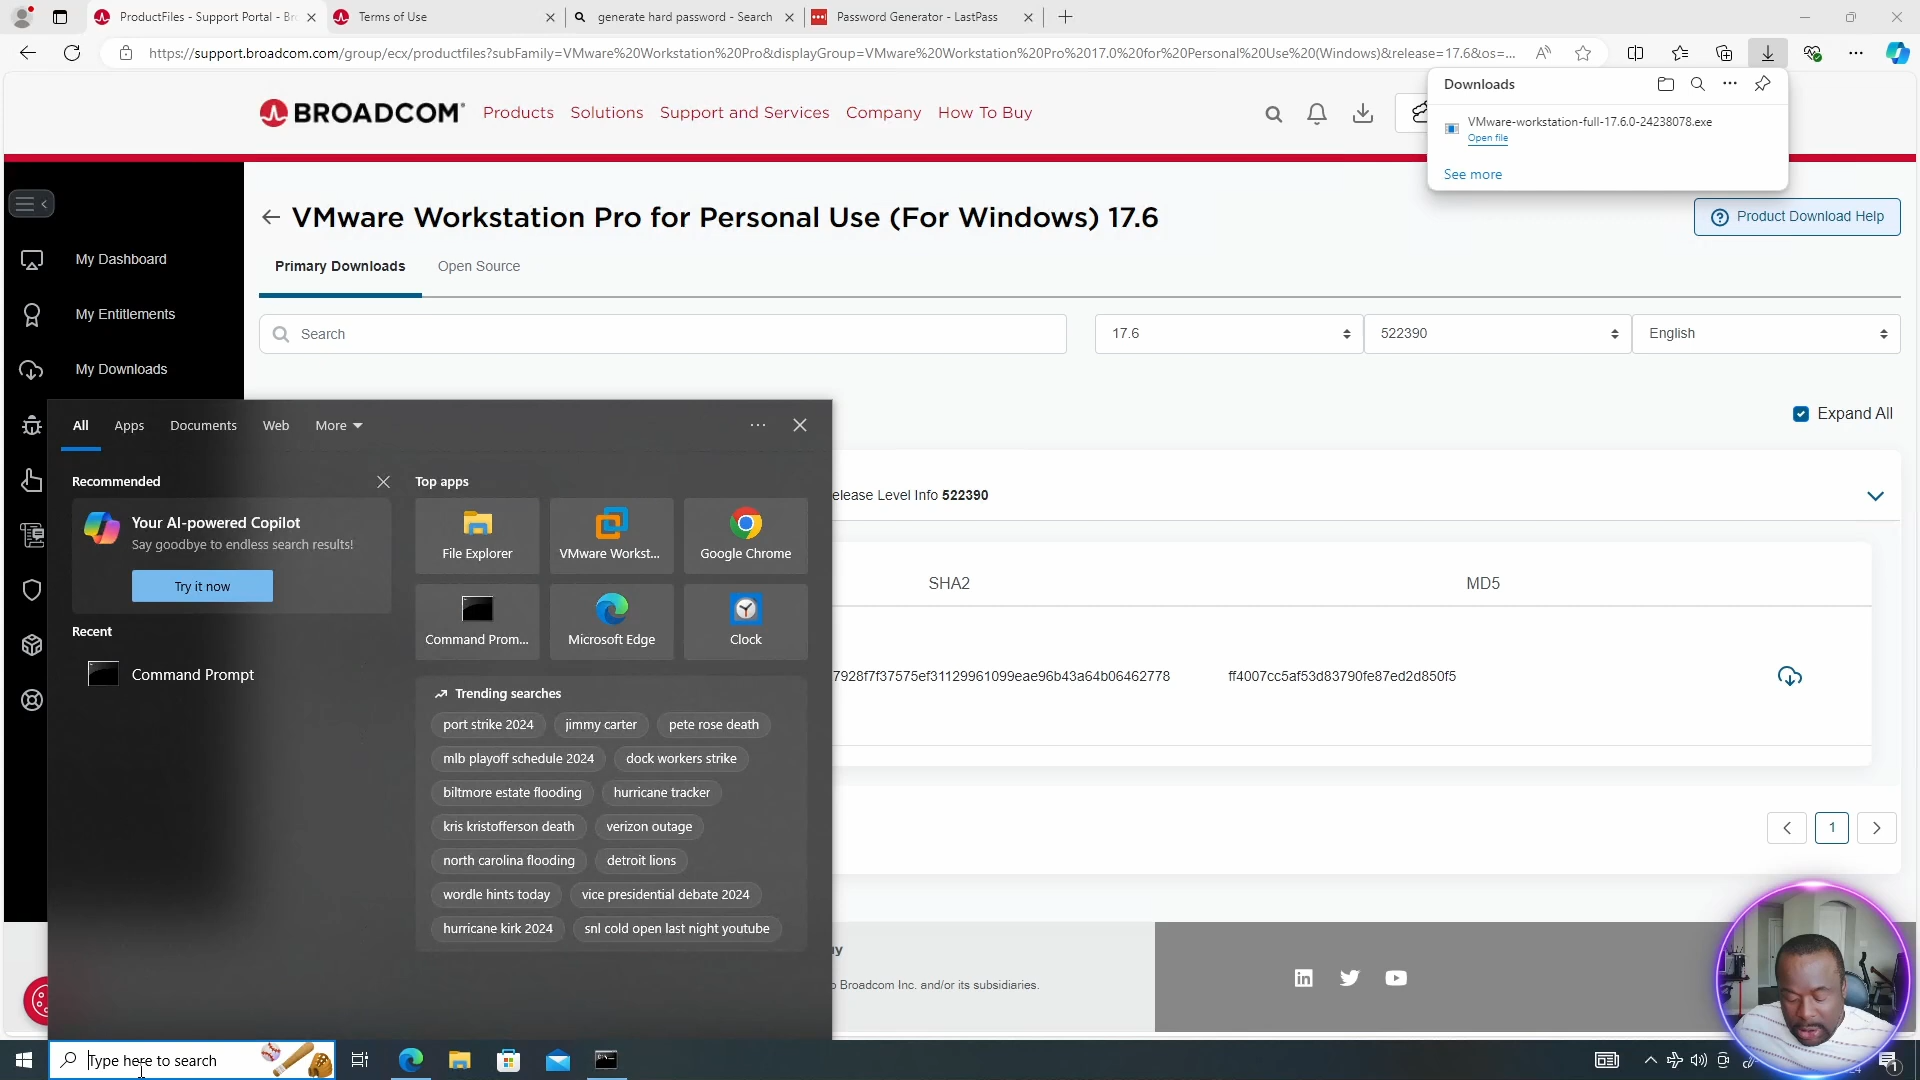 ProductFiles - Support Portal - Br
Terms of Use
generate hard password - Search
Password Generator - LastPass
https://support.broadcom.com/group/ecx/productfiles?subFamily=VMware%20Workstation%20Pro&displayGroup=VMware%20Workstation%20Pro%2017.0%20for%20Personal%20Use%20(Windows)&release=17.6&os=...
Downloads
VMware-workstation-full-17.6.0-24238078.exe
Open file
See more
BROADCOM
Products
Solutions
Support and Services
Company
How To Buy
VMware Workstation Pro for Personal Use (For Windows) 17.6
Product Download Help
Primary Downloads
Open Source
Search
17.6
522390
English
My Dashboard
My Entitlements
My Downloads
Expand All
elease Level Info 522390
SHA2
MD5
7928f7f37575ef31129961099eae96b43a64b06462778
ff4007cc5af53d83790fe87ed2d850f5
1
o Broadcom Inc. and/or its subsidiaries.
All
Apps
Documents
Web
More
Recommended
Your AI-powered Copilot
Say goodbye to endless search results!
Try it now
Recent
Command Prompt
Top apps
File Explorer
VMware Workst...
Google Chrome
Command Prom...
Microsoft Edge
Clock
Trending searches
port strike 2024
jimmy carter
pete rose death
mlb playoff schedule 2024
dock workers strike
biltmore estate flooding
hurricane tracker
kris kristofferson death
verizon outage
north carolina flooding
detroit lions
wordle hints today
vice presidential debate 2024
hurricane kirk 2024
snl cold open last night youtube
Type here to search